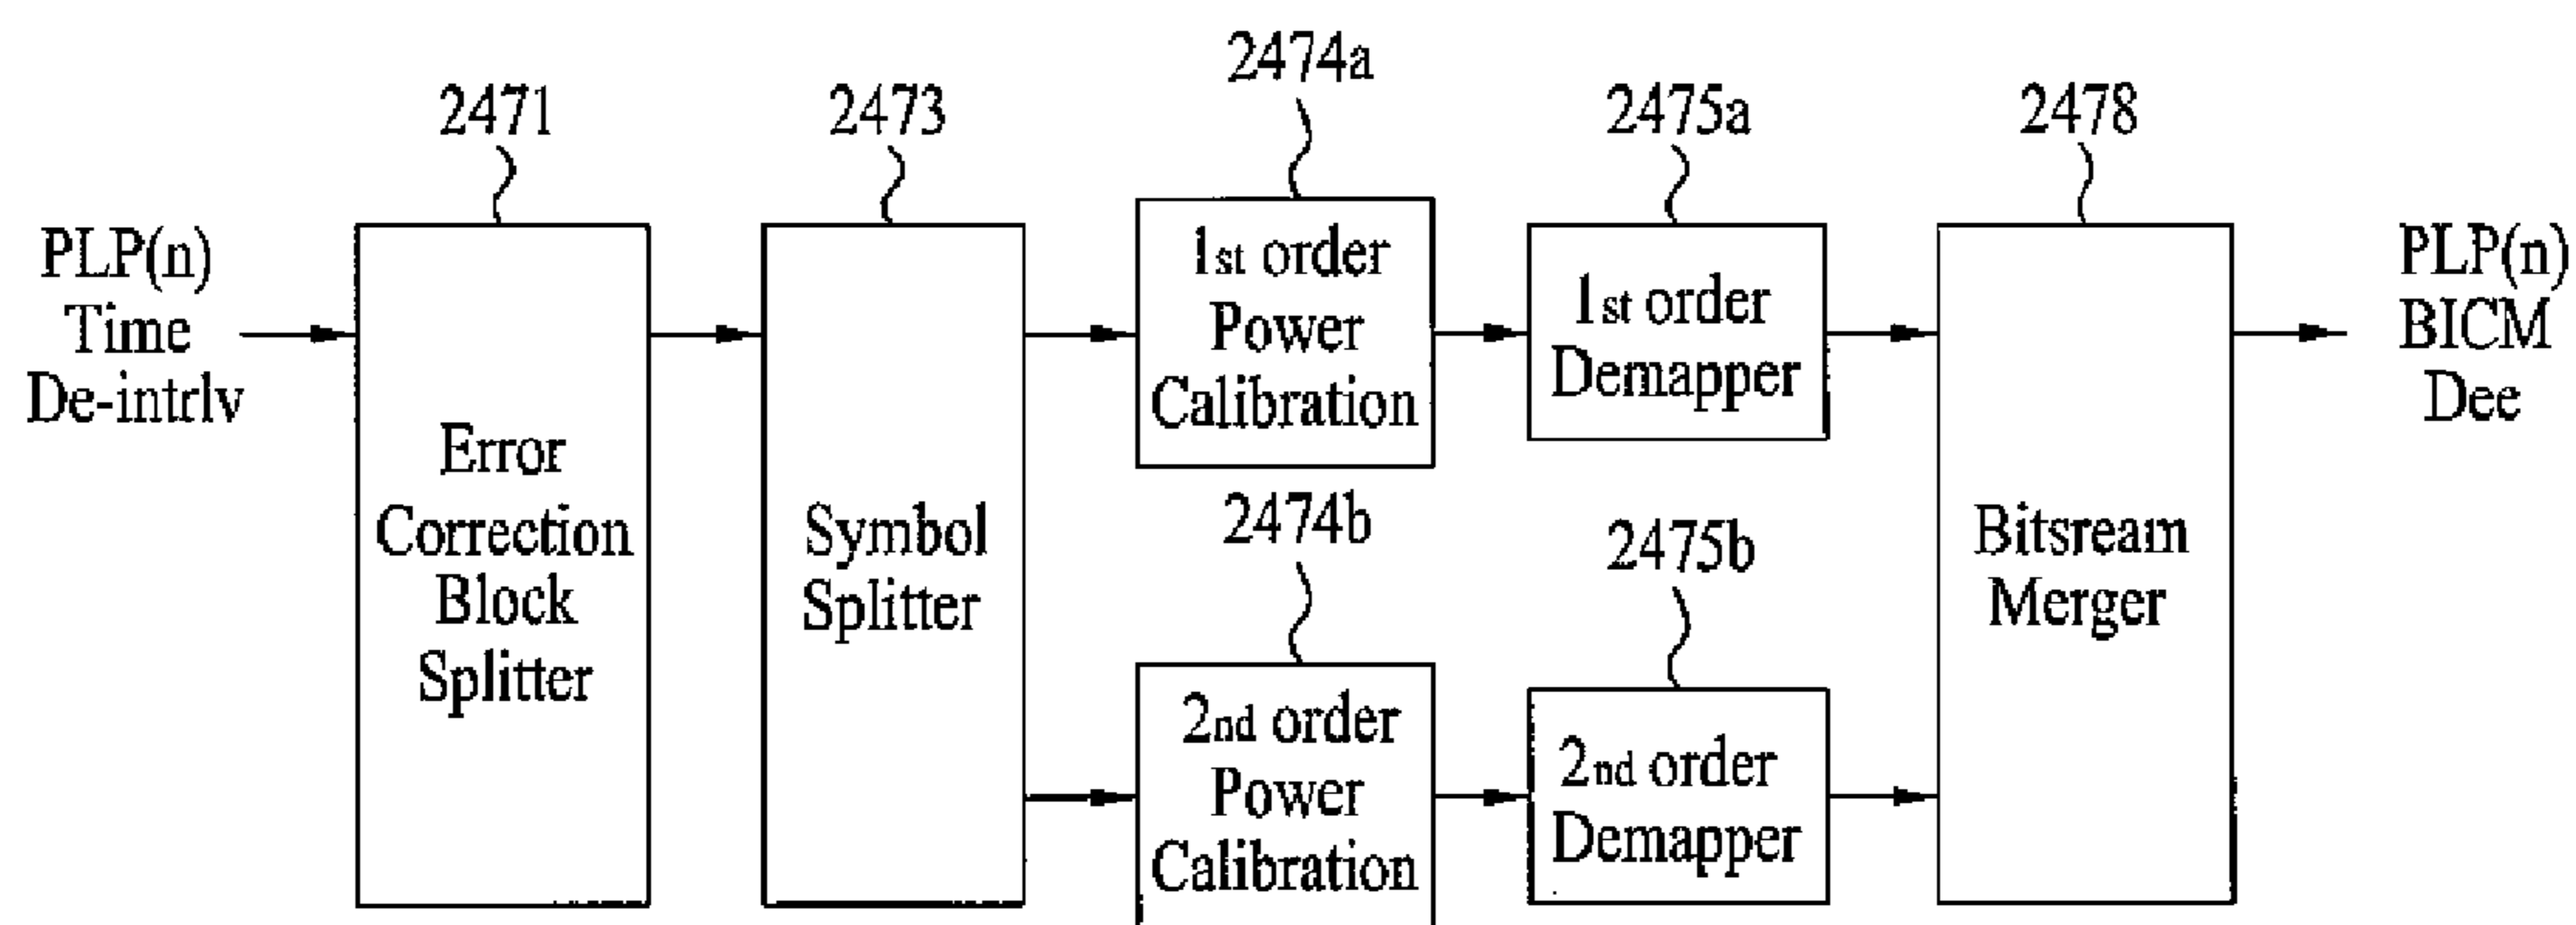 2471
2473
2474a
2475a
2478
PLP(n)
Time
De-intrlv
Error
Correction
Block
Splitter
Symbol
Splitter
1st order
Power
Calibration
1st order
Demapper
2474b
2475b
2nd order
Power
Calibration
2nd order
Demapper
Bitsream
Merger
PLP(n)
BICM
Dee